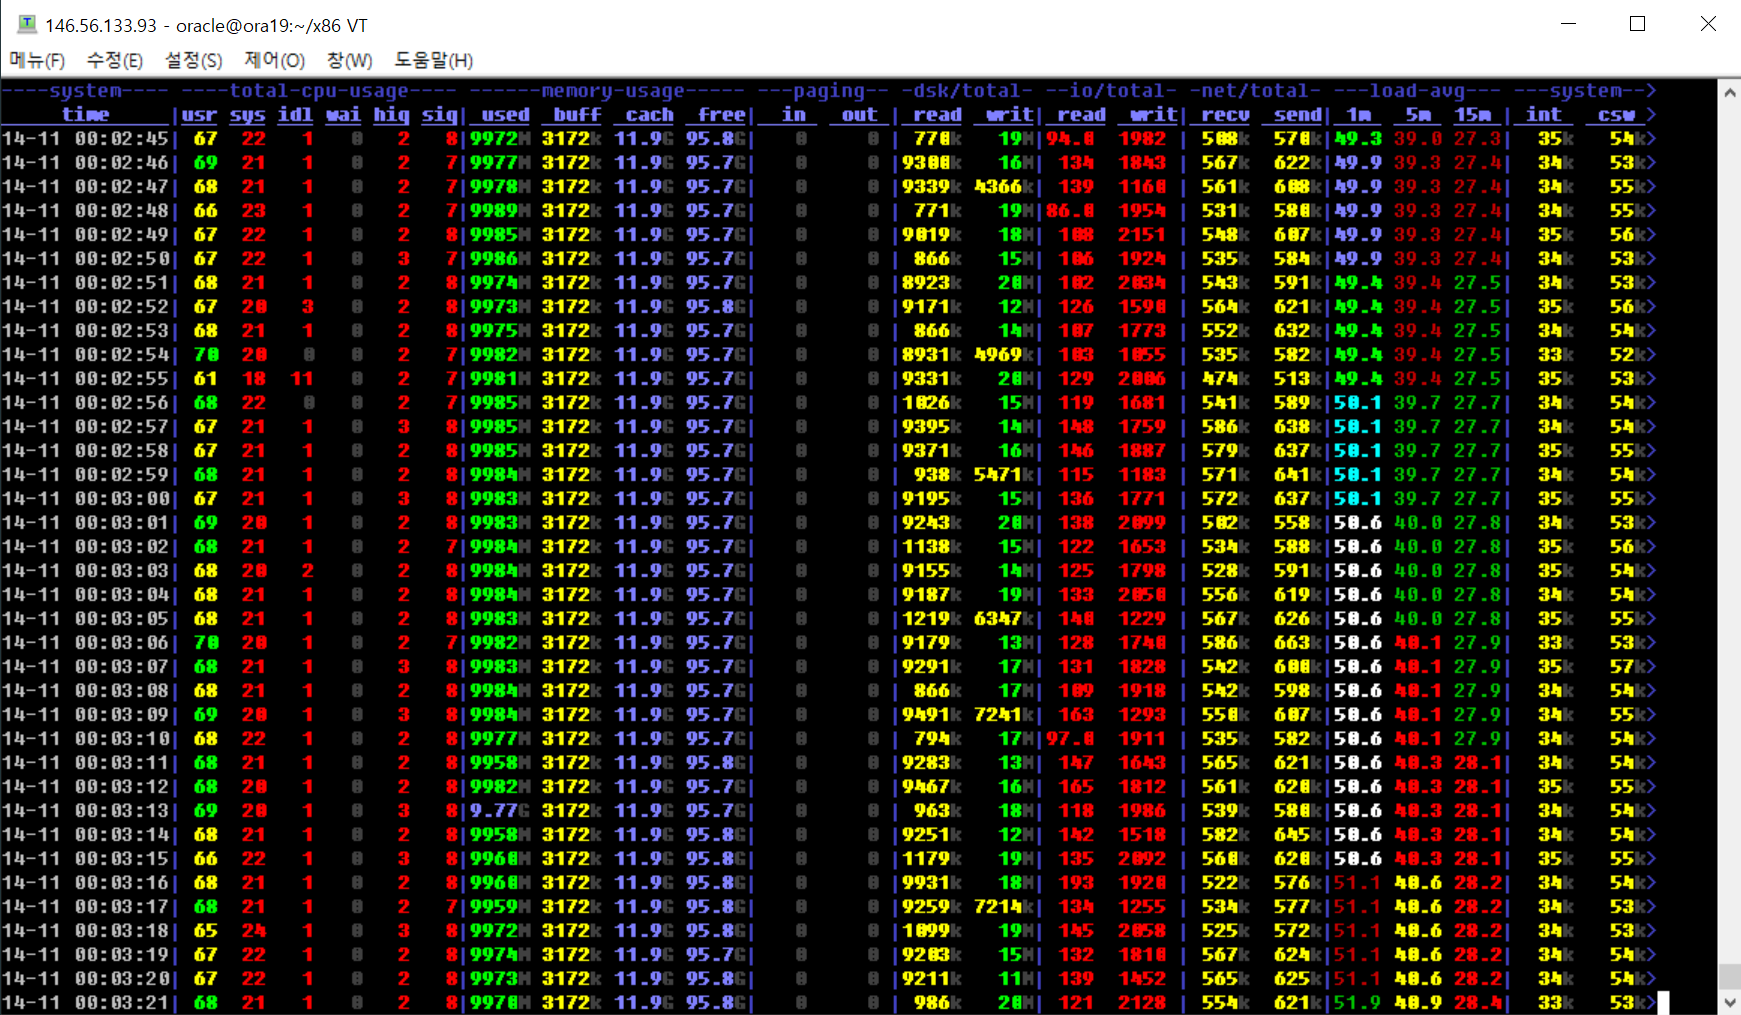 146.56.133.93 - oracle@ora19:~/x86 VT
메뉴(F) 수정(E) 설정(S) 제어(O) 창(W) 도움말(H)
----system---- ----total-cpu-usage---- ------memory-usage----- ---paging-- -dsk/total- --io/total- -net/total- ---load-avg--- ---system-->
time |usr sys idl wai hiq siq| used buff cach free| in out | read writ| read writ| recv send| 1m 5m 15m | int csw >
14-11 00:02:45| 67 22 1 0 2 8|9972M 3172k 11.9G 95.8G| 0 0 | 770k 19M|94.0 1982 | 508k 570k|49.3 39.0 27.3| 35k 54k>
14-11 00:02:46| 69 21 1 0 2 8|9977M 3172k 11.9G 95.7G| 0 0 |9300k 16M| 134 1843 | 567k 622k|49.9 39.3 27.4| 34k 53k>
14-11 00:02:47| 68 21 1 0 2 7|9978M 3172k 11.9G 95.7G| 0 0 |9339k 4366k| 139 1160 | 561k 608k|49.9 39.3 27.4| 34k 55k>
14-11 00:02:48| 66 23 1 0 2 7|9989M 3172k 11.9G 95.7G| 0 0 | 771k 19M|86.0 1954 | 531k 580k|49.9 39.3 27.4| 34k 55k>
14-11 00:02:49| 67 22 1 0 2 8|9985M 3172k 11.9G 95.7G| 0 0 |9019k 18M| 108 2151 | 548k 607k|49.9 39.3 27.4| 35k 56k>
14-11 00:02:50| 67 22 1 0 3 7|9986M 3172k 11.9G 95.7G| 0 0 | 866k 15M| 106 1924 | 535k 584k|49.9 39.3 27.4| 34k 53k>
14-11 00:02:51| 68 21 1 0 2 8|9974M 3172k 11.9G 95.7G| 0 0 |8923k 20M| 102 2034 | 543k 591k|49.4 39.4 27.5| 34k 53k>
14-11 00:02:52| 67 20 3 0 2 8|9973M 3172k 11.9G 95.8G| 0 0 |9171k 12M| 126 1590 | 564k 621k|49.4 39.4 27.5| 35k 56k>
14-11 00:02:53| 68 21 1 0 2 8|9975M 3172k 11.9G 95.7G| 0 0 | 866k 14M| 107 1773 | 552k 632k|49.4 39.4 27.5| 34k 54k>
14-11 00:02:54| 70 20 0 0 2 7|9982M 3172k 11.9G 95.7G| 0 0 |8931k 4969k| 103 1055 | 535k 582k|49.4 39.4 27.5| 33k 52k>
14-11 00:02:55| 61 18 11 0 2 7|9981M 3172k 11.9G 95.7G| 0 0 |9331k 20M| 129 2006 | 474k 513k|49.4 39.4 27.5| 35k 53k>
14-11 00:02:56| 68 22 0 0 2 7|9985M 3172k 11.9G 95.7G| 0 0 |1026k 15M| 119 1681 | 541k 589k|50.1 39.7 27.7| 34k 54k>
14-11 00:02:57| 67 21 1 0 3 8|9985M 3172k 11.9G 95.7G| 0 0 |9395k 14M| 148 1759 | 586k 638k|50.1 39.7 27.7| 34k 54k>
14-11 00:02:58| 67 21 1 0 2 8|9985M 3172k 11.9G 95.7G| 0 0 |9371k 16M| 146 1887 | 579k 637k|50.1 39.7 27.7| 35k 55k>
14-11 00:02:59| 68 21 1 0 2 8|9984M 3172k 11.9G 95.7G| 0 0 | 938k 5471k| 115 1183 | 571k 641k|50.1 39.7 27.7| 34k 54k>
14-11 00:03:00| 67 21 1 0 3 8|9983M 3172k 11.9G 95.7G| 0 0 |9195k 15M| 136 1771 | 572k 637k|50.1 39.7 27.7| 35k 55k>
14-11 00:03:01| 69 20 1 0 2 8|9983M 3172k 11.9G 95.7G| 0 0 |9243k 20M| 138 2099 | 502k 558k|50.6 40.0 27.8| 34k 53k>
14-11 00:03:02| 68 21 1 0 2 7|9984M 3172k 11.9G 95.7G| 0 0 |1138k 15M| 122 1653 | 534k 588k|50.6 40.0 27.8| 35k 56k>
14-11 00:03:03| 68 20 2 0 2 8|9984M 3172k 11.9G 95.7G| 0 0 |9155k 14M| 125 1798 | 528k 591k|50.6 40.0 27.8| 35k 54k>
14-11 00:03:04| 68 21 1 0 2 8|9984M 3172k 11.9G 95.7G| 0 0 |9187k 19M| 133 2050 | 556k 619k|50.6 40.0 27.8| 34k 54k>
14-11 00:03:05| 68 21 1 0 2 8|9983M 3172k 11.9G 95.7G| 0 0 |1219k 6347k| 140 1229 | 567k 626k|50.6 40.0 27.8| 35k 55k>
14-11 00:03:06| 70 20 1 0 2 7|9982M 3172k 11.9G 95.7G| 0 0 |9179k 13M| 128 1740 | 586k 663k|50.6 40.1 27.9| 33k 53k>
14-11 00:03:07| 68 21 1 0 3 8|9983M 3172k 11.9G 95.7G| 0 0 |9291k 17M| 131 1828 | 542k 600k|50.6 40.1 27.9| 35k 57k>
14-11 00:03:08| 68 21 1 0 2 8|9984M 3172k 11.9G 95.7G| 0 0 | 866k 17M| 109 1918 | 542k 598k|50.6 40.1 27.9| 34k 54k>
14-11 00:03:09| 69 20 1 0 3 8|9984M 3172k 11.9G 95.7G| 0 0 |9491k 7241k| 163 1293 | 550k 607k|50.6 40.1 27.9| 34k 55k>
14-11 00:03:10| 68 22 1 0 2 8|9977M 3172k 11.9G 95.7G| 0 0 | 794k 17M|97.0 1911 | 535k 582k|50.6 40.1 27.9| 34k 54k>
14-11 00:03:11| 68 21 1 0 2 8|9958M 3172k 11.9G 95.8G| 0 0 |9283k 13M| 147 1643 | 565k 621k|50.6 40.3 28.1| 34k 54k>
14-11 00:03:12| 68 20 1 0 2 8|9982M 3172k 11.9G 95.7G| 0 0 |9467k 16M| 165 1812 | 561k 620k|50.6 40.3 28.1| 35k 55k>
14-11 00:03:13| 69 20 1 0 3 8|9.77G 3172k 11.9G 95.7G| 0 0 | 963k 18M| 118 1986 | 539k 580k|50.6 40.3 28.1| 34k 54k>
14-11 00:03:14| 68 21 1 0 2 8|9958M 3172k 11.9G 95.8G| 0 0 |9251k 12M| 142 1518 | 582k 645k|50.6 40.3 28.1| 34k 54k>
14-11 00:03:15| 66 22 1 0 3 8|9960M 3172k 11.9G 95.8G| 0 0 |1179k 19M| 135 2092 | 560k 620k|50.6 40.3 28.1| 35k 55k>
14-11 00:03:16| 68 21 1 0 2 8|9960M 3172k 11.9G 95.8G| 0 0 |9931k 18M| 193 1920 | 522k 576k|51.1 40.6 28.2| 34k 54k>
14-11 00:03:17| 68 21 1 0 2 7|9959M 3172k 11.9G 95.8G| 0 0 |9259k 7214k| 134 1255 | 534k 577k|51.1 40.6 28.2| 34k 53k>
14-11 00:03:18| 65 24 1 0 3 8|9972M 3172k 11.9G 95.8G| 0 0 |1099k 19M| 145 2058 | 525k 572k|51.1 40.6 28.2| 34k 53k>
14-11 00:03:19| 67 22 1 0 2 8|9974M 3172k 11.9G 95.7G| 0 0 |9203k 15M| 132 1810 | 567k 624k|51.1 40.6 28.2| 34k 53k>
14-11 00:03:20| 67 22 1 0 2 8|9973M 3172k 11.9G 95.8G| 0 0 |9211k 11M| 139 1452 | 565k 625k|51.1 40.6 28.2| 34k 54k>
14-11 00:03:21| 68 21 1 0 2 8|9970M 3172k 11.9G 95.8G| 0 0 | 986k 20M| 121 2128 | 554k 621k|51.9 40.9 28.4| 33k 53k>